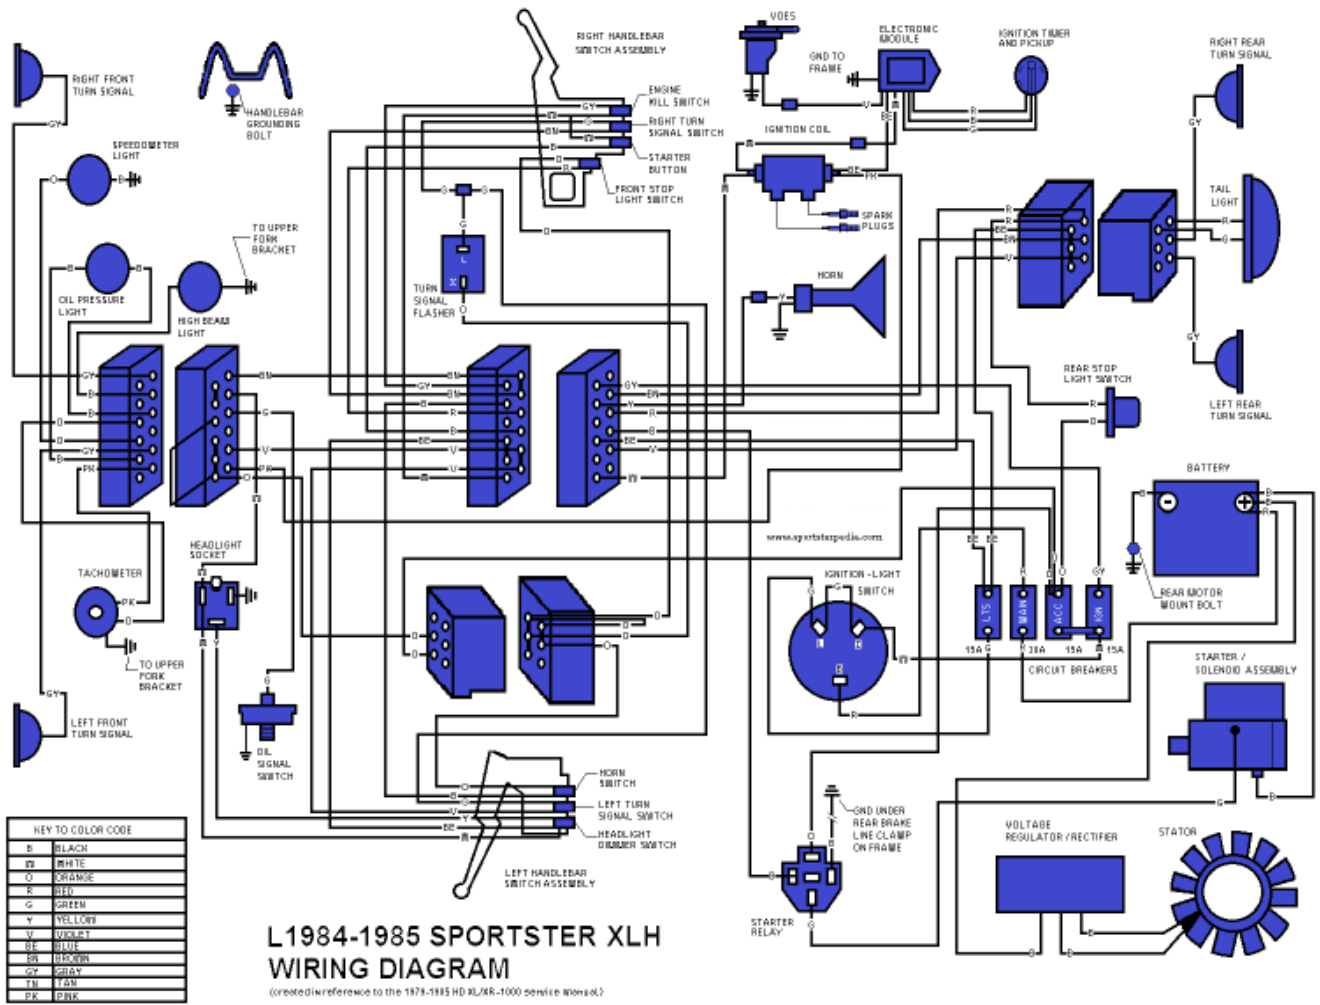 RIGHT FRONT
TURN SIGNAL
HANDLEBAR
GROUNDING
BOLT
SPEEDOMETER
LIGHT
TO UPPER
FORK
BRACKET
OIL PRESSURE
LIGHT
HIGH BEAM
LIGHT
RIGHT HANDLEBAR
SWITCH ASSEMBLY
ENGINE
KILL SWITCH
RIGHT TURN
SIGNAL SWITCH
STARTER
BUTTON
FRONT STOP
LIGHT SWITCH
TURN
SIGNAL
FLASHER
L
X
VOES
GND TO
FRAME
ELECTRONIC
MODULE
IGNITION TIMER
AND PICKUP
IGNITION COIL
SPARK
PLUGS
HORN
RIGHT REAR
TURN SIGNAL
TAIL
LIGHT
LEFT REAR
TURN SIGNAL
REAR STOP
LIGHT SWITCH
BATTERY
REAR MOTOR
MOUNT BOLT
www.sportsterpedia.com
IGNITION-LIGHT
SWITCH
LTS
MAIN
ACC
IGN
15A
30A
15A
15A
CIRCUIT BREAKERS
STARTER /
SOLENOID ASSEMBLY
HEADLIGHT
SOCKET
TACHOMETER
TO UPPER
FORK
BRACKET
LEFT FRONT
TURN SIGNAL
OIL
SIGNAL
SWITCH
HORN
SWITCH
LEFT TURN
SIGNAL SWITCH
HEADLIGHT
DIMMER SWITCH
LEFT HANDLEBAR
SWITCH ASSEMBLY
GND UNDER
REAR BRAKE
LINE CLAMP
ON FRAME
STARTER
RELAY
VOLTAGE
REGULATOR / RECTIFIER
STATOR
KEY TO COLOR CODE
B BLACK
W WHITE
O ORANGE
R RED
G GREEN
Y YELLOW
V VIOLET
BE BLUE
BN BROWN
GY GRAY
TN TAN
PK PINK
L1984-1985 SPORTSTER XLH
WIRING DIAGRAM
(created in reference to the 1979-1985 HD XL/XR-1000 service manual)